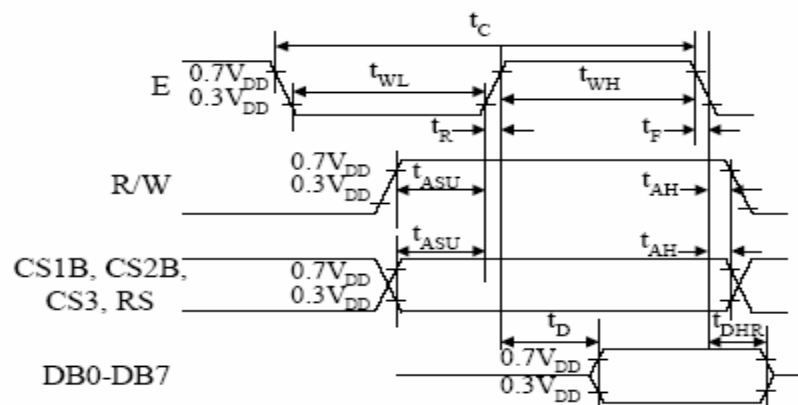 tC
E
0.7VDD
0.3VDD
tWL
tWH
tR
tF
R/W
0.7VDD
0.3VDD
tASU
tAH
CS1B, CS2B,
CS3, RS
0.7VDD
0.3VDD
tASU
tAH
DB0-DB7
tD
tDHR
0.7VDD
0.3VDD